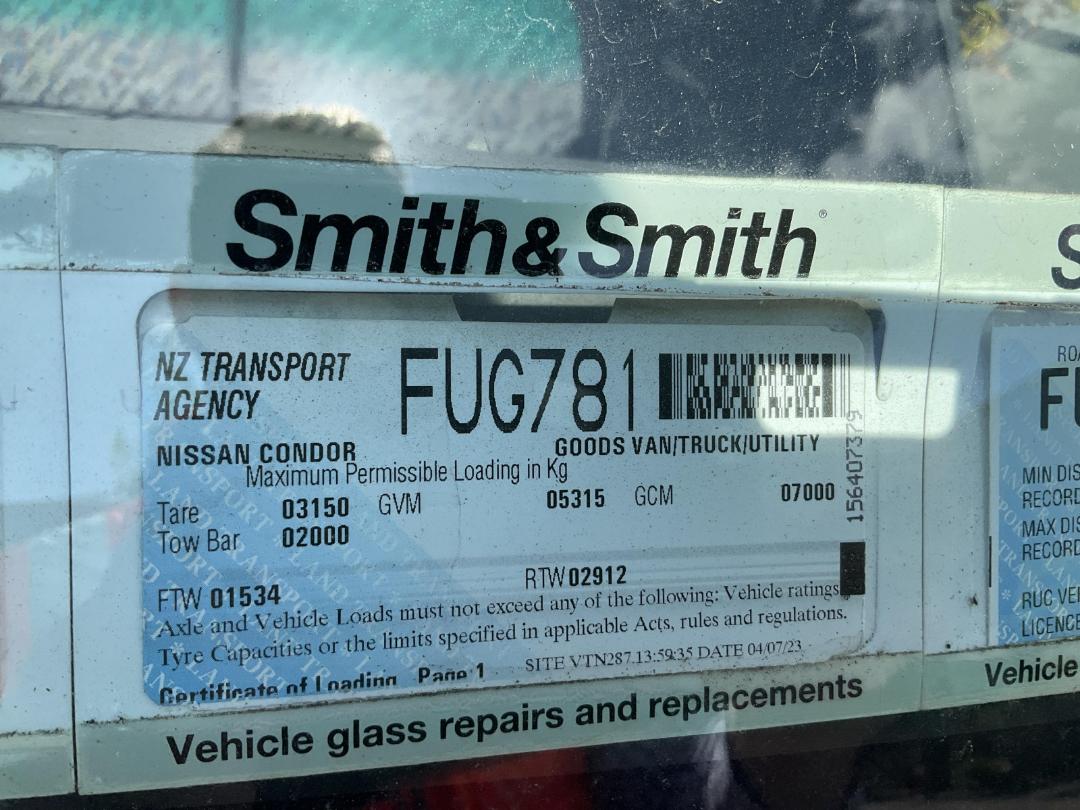 Smith&Smith®
NZ TRANSPORT
AGENCY
FUG781
NISSAN CONDOR
GOODS VAN/TRUCK/UTILITY
Maximum Permissible Loading in Kg
Tare 03150 GVM 05315 GCM 07000
Tow Bar 02000
156407379
FTW 01534 RTW 02912
Axle and Vehicle Loads must not exceed any of the following: Vehicle ratings,
Tyre Capacities or the limits specified in applicable Acts, rules and regulations.
SITE VTN287.13:59:35 DATE 04/07/23
Certificate of Loading Page 1
Vehicle glass repairs and replacements
S
FU
MIN DIS
RECORD
MAX DIS
RECORD
RUC VE
LICENCE
Vehicle